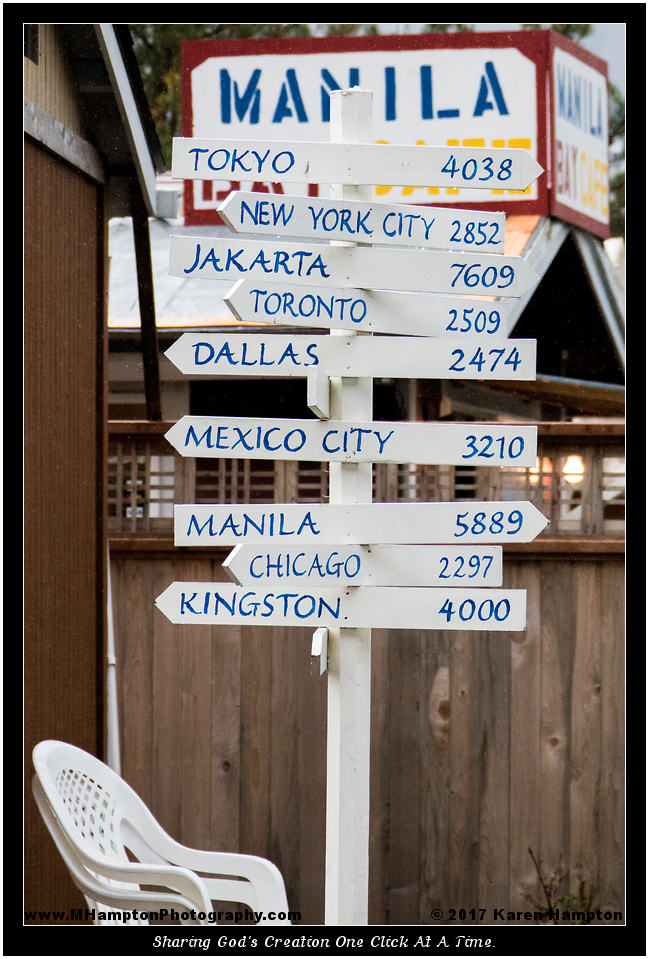 MANILA
BAY CAFE
MANILA
BAY CAFE
TOKYO 4038
NEW YORK CITY 2852
JAKARTA 7609
TORONTO 2509
DALLAS 2474
MEXICO CITY 3210
MANILA 5889
CHICAGO 2297
KINGSTON. 4000
www.MHamptonPhotography.com © 2017 Karen Hampton
Sharing God's Creation One Click At A Time.